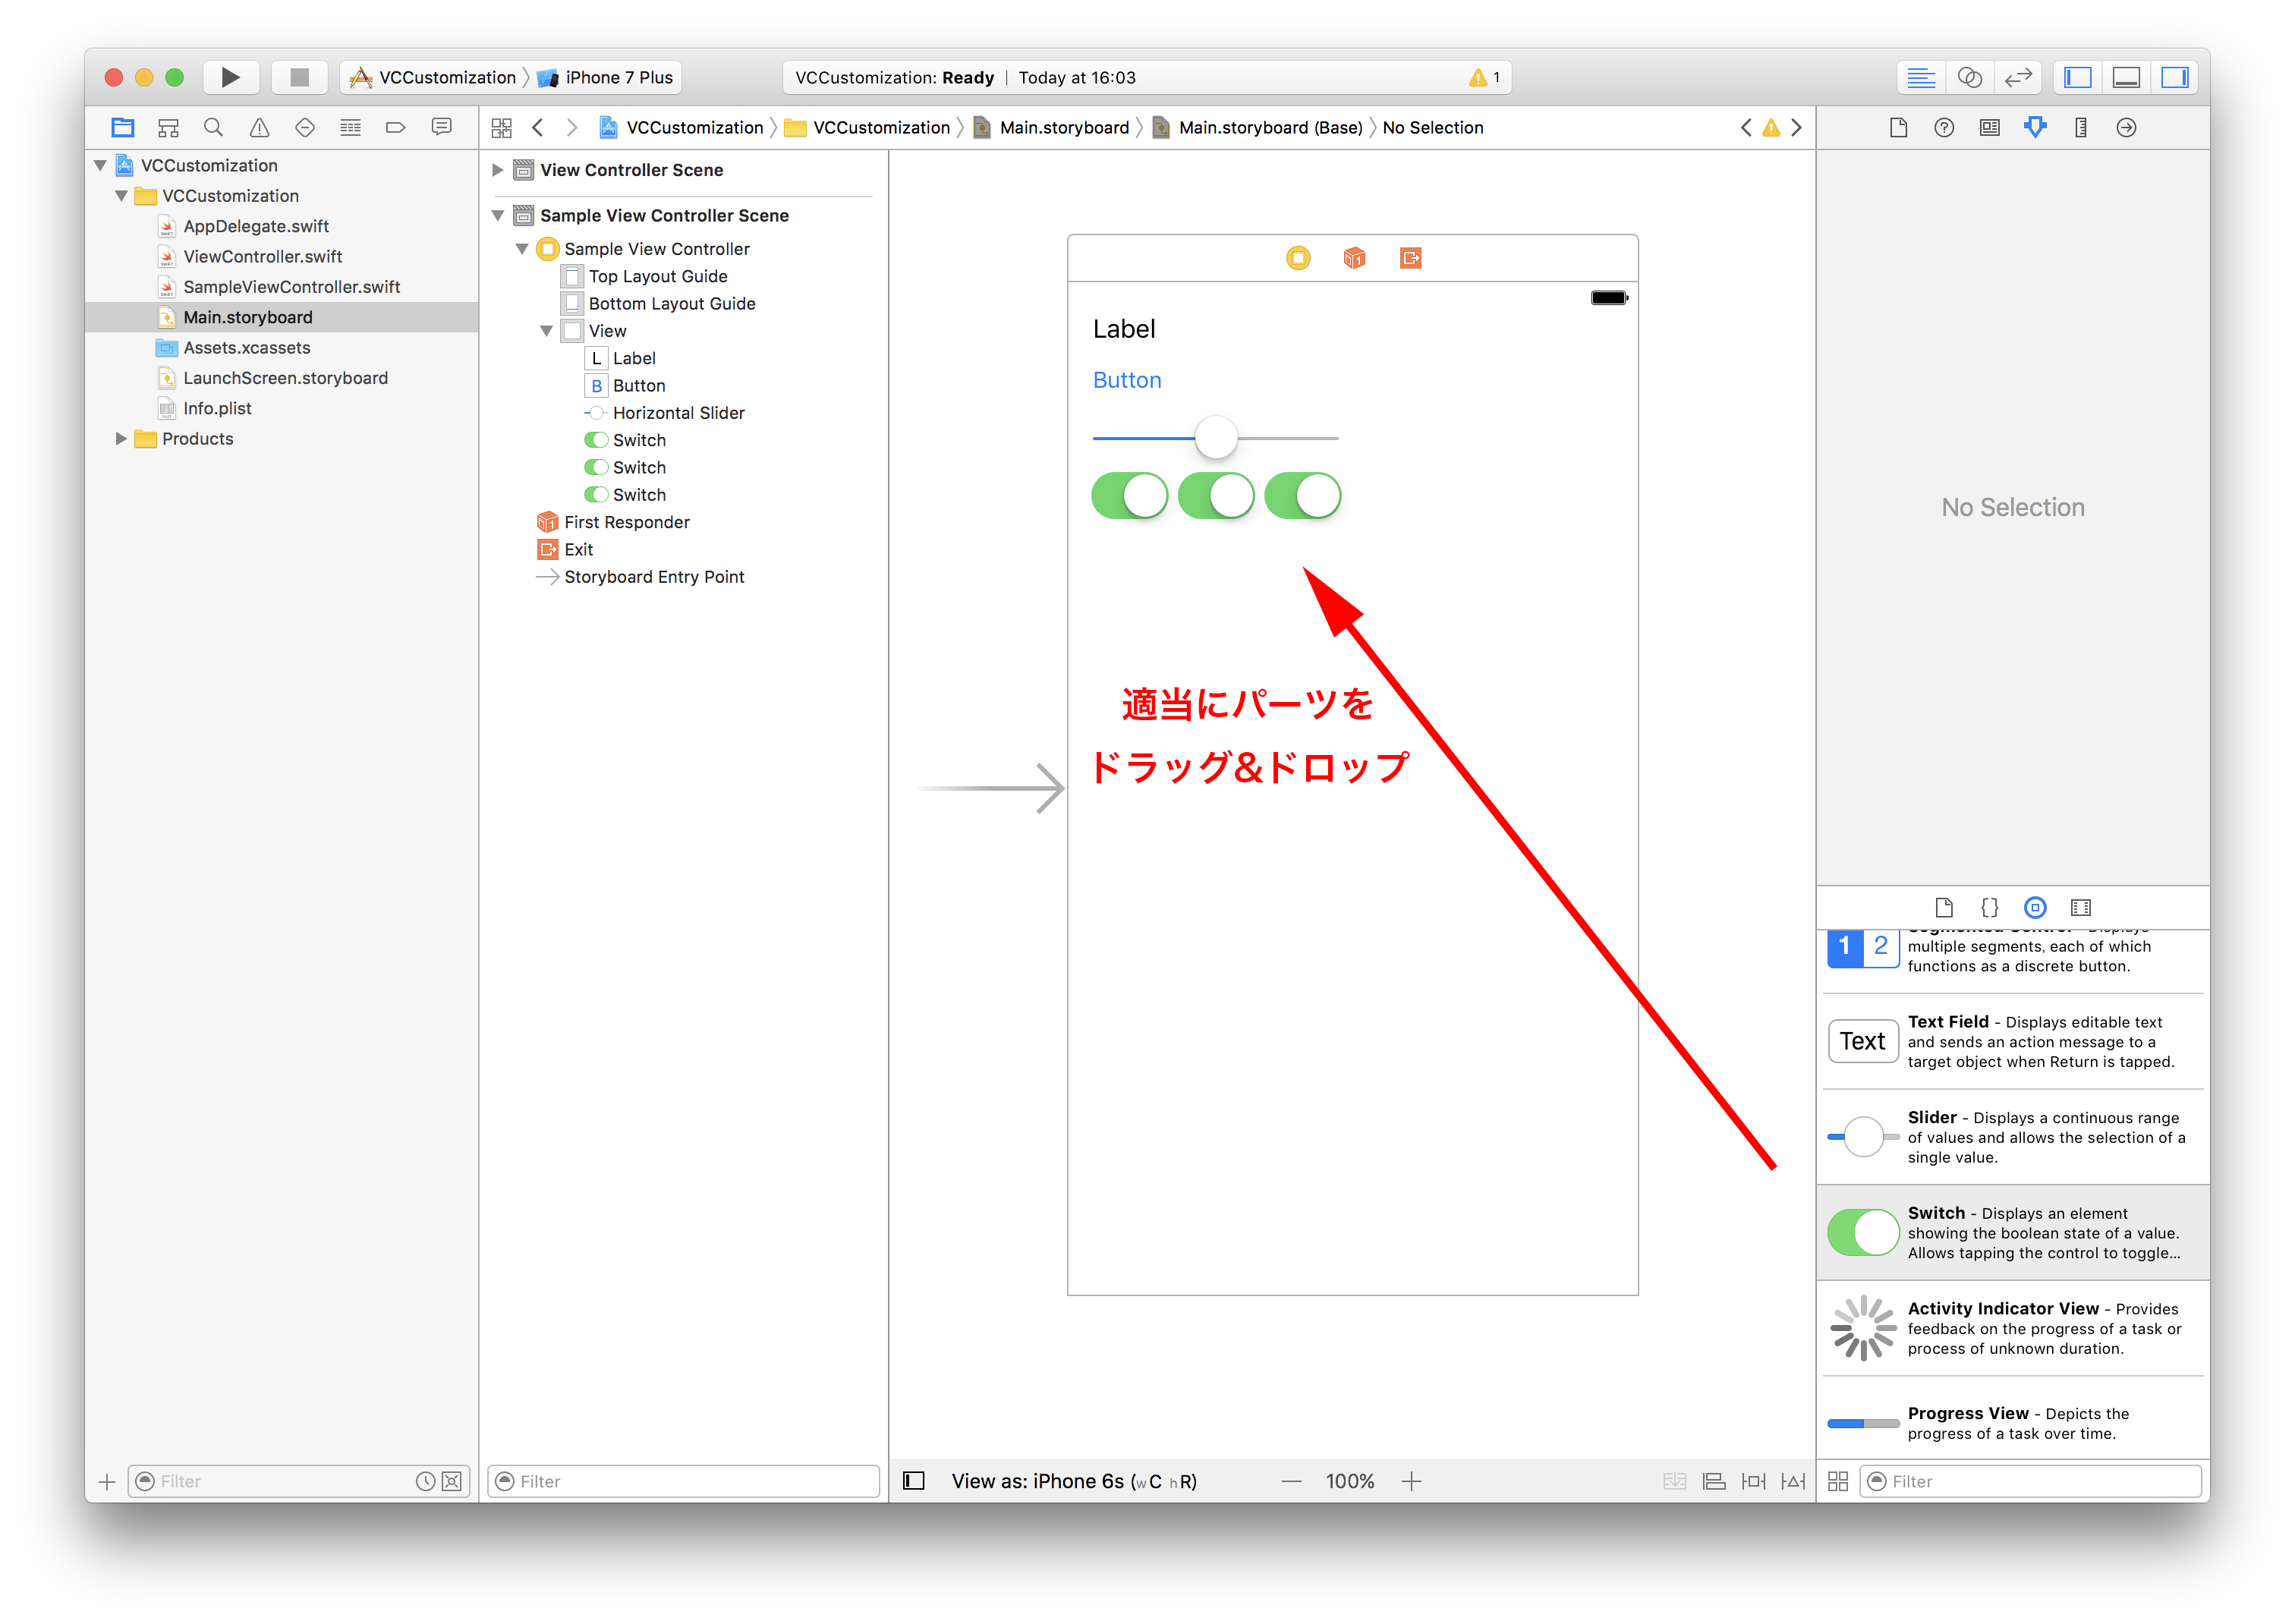 VCCustomization
iPhone 7 Plus
VCCustomization: Ready | Today at 16:03
1
VCCustomization
VCCustomization
Main.storyboard
Main.storyboard (Base)
No Selection
VCCustomization
VCCustomization
AppDelegate.swift
ViewController.swift
SampleViewController.swift
Main.storyboard
Assets.xcassets
LaunchScreen.storyboard
Info.plist
Products
Filter
View Controller Scene
Sample View Controller Scene
Sample View Controller
Top Layout Guide
Bottom Layout Guide
View
L Label
B Button
Horizontal Slider
Switch
Switch
Switch
First Responder
Exit
Storyboard Entry Point
Filter
Label
Button
適当にパーツを
ドラッグ&ドロップ
View as: iPhone 6s (wC hR)
100%
No Selection
1 2
Segmented Control - Displays
multiple segments, each of which
functions as a discrete button.
Text
Text Field - Displays editable text
and sends an action message to a
target object when Return is tapped.
Slider - Displays a continuous range
of values and allows the selection of a
single value.
Switch - Displays an element
showing the boolean state of a value.
Allows tapping the control to toggle...
Activity Indicator View - Provides
feedback on the progress of a task or
process of unknown duration.
Progress View - Depicts the
progress of a task over time.
Filter